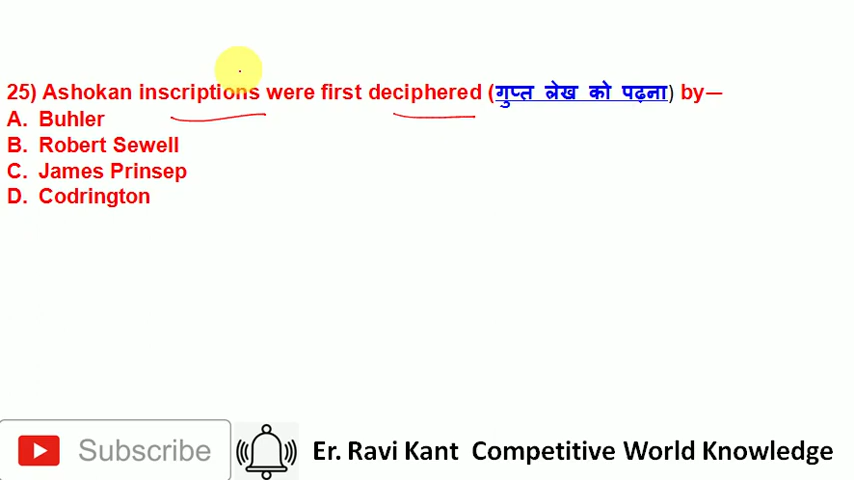 25) Ashokan inscriptions were first deciphered (गुप्त लेख को पढ़ना) by—
A. Buhler
B. Robert Sewell
C. James Prinsep
D. Codrington
Subscribe
Er. Ravi Kant Competitive World Knowledge